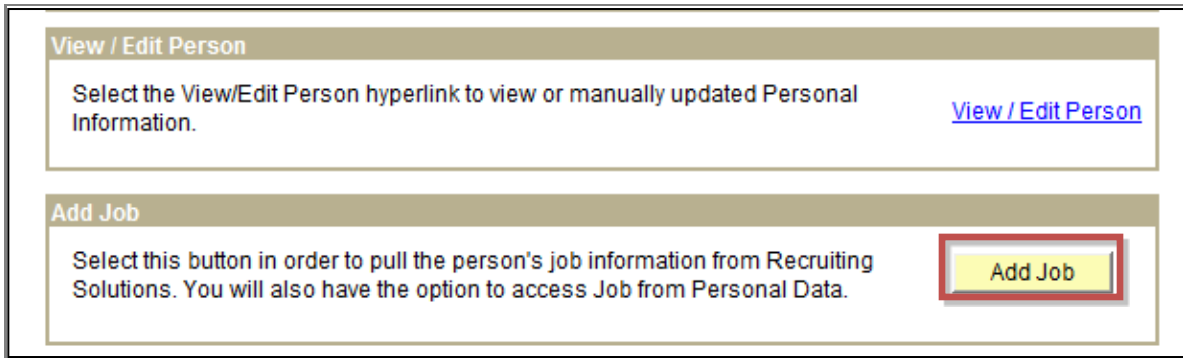 View / Edit Person
Select the View/Edit Person hyperlink to view or manually updated Personal
Information.
View / Edit Person
Add Job
Select this button in order to pull the person's job information from Recruiting
Solutions. You will also have the option to access Job from Personal Data.
Add Job